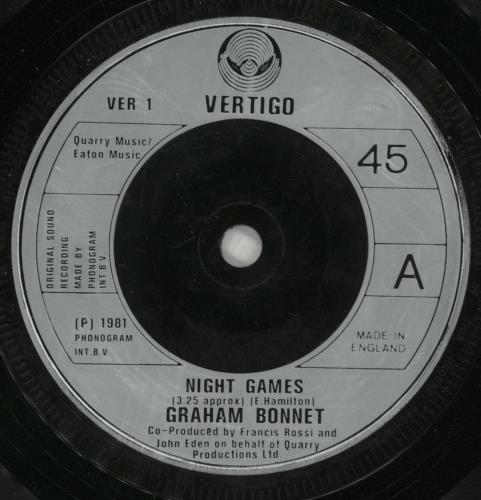 VER 1 VERTIGO
Quarry Music/
Eaton Music
45
ORIGINAL SOUND
RECORDING
MADE BY
PHONOGRAM
INT B.V.
A
(P) 1981
PHONOGRAM
INT. B.V.
MADE IN
ENGLAND
NIGHT GAMES
(3.25 approx) (E.Hamilton)
GRAHAM BONNET
Co-Produced by Francis Rossi and
John Eden on behalf of Quarry
Productions Ltd.